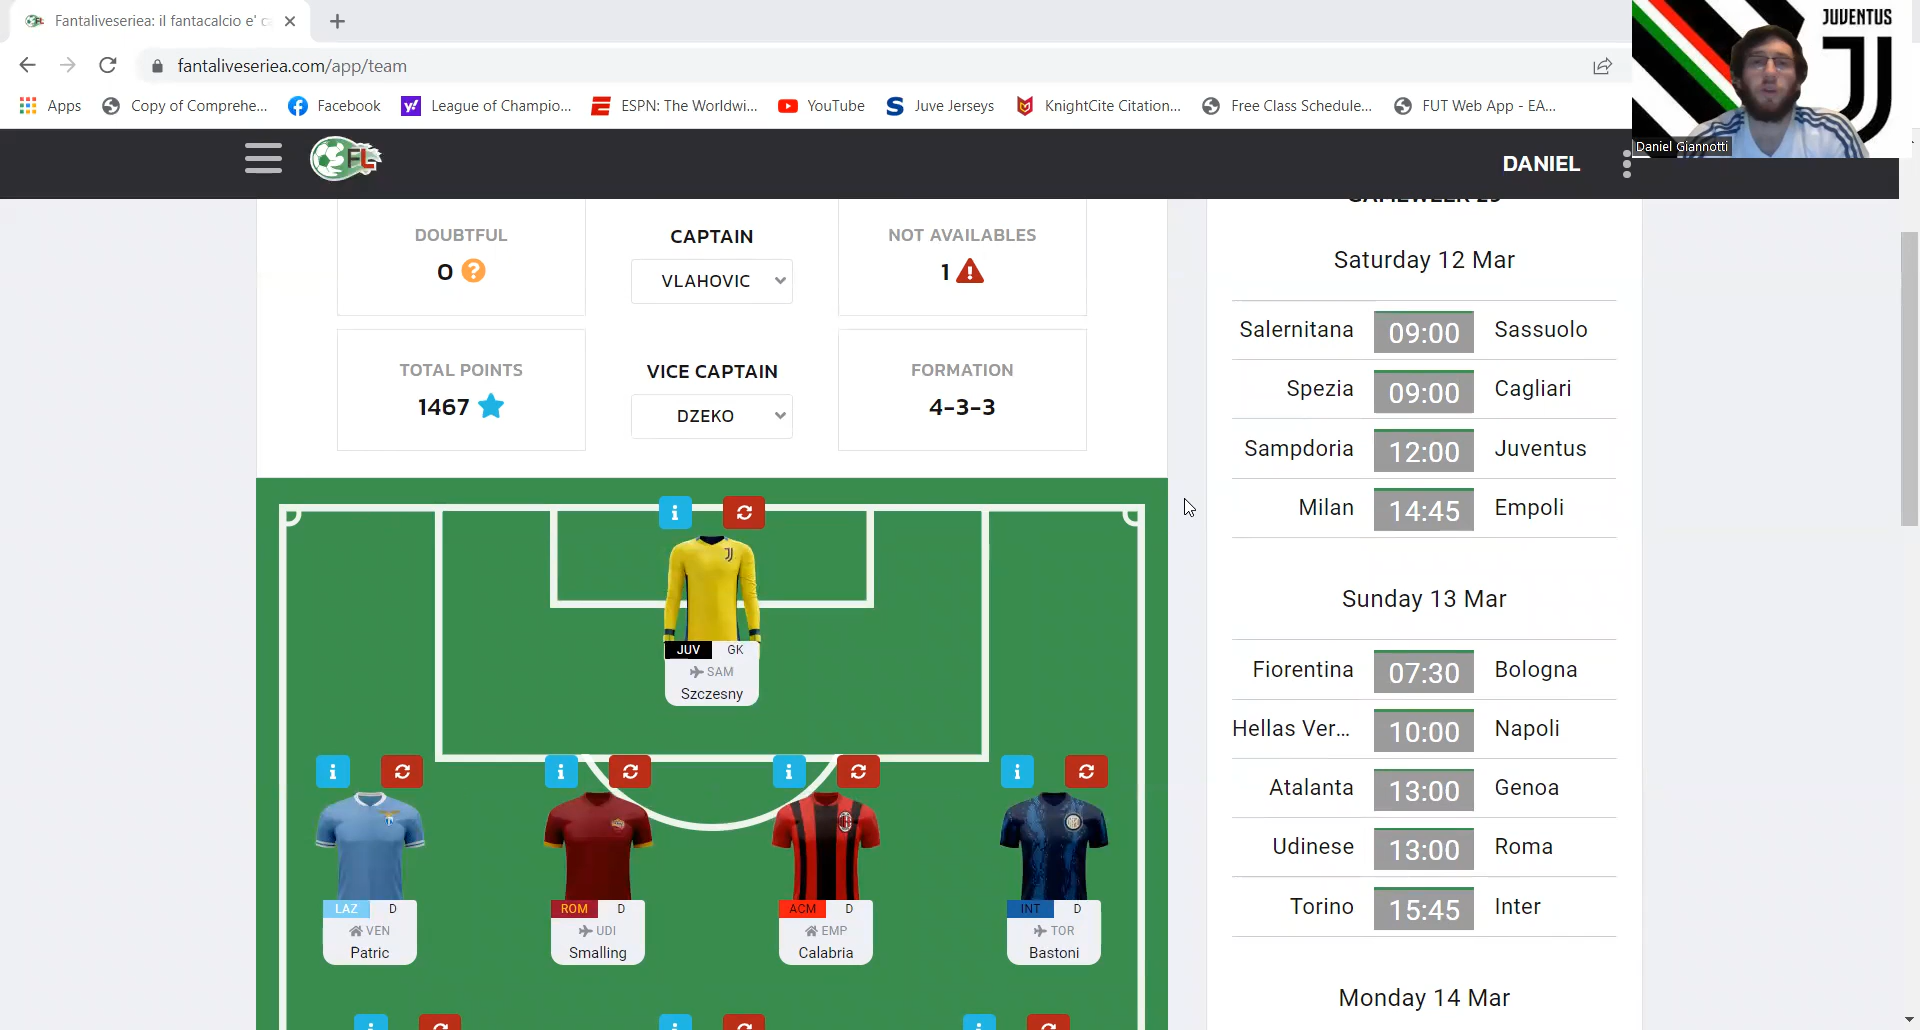 Fantaliveseriea: il fantacalcio e' c
fantaliveseriea.com/app/team
Apps
Copy of Comprehe...
Facebook
League of Champio...
ESPN: The Worldwi...
YouTube
Juve Jerseys
KnightCite Citation...
Free Class Schedule...
FUT Web App - EA...
JUVENTUS
Daniel Giannotti
FL
DANIEL
DOUBTFUL
0
CAPTAIN
VLAHOVIC
NOT AVAILABLES
1
TOTAL POINTS
1467
VICE CAPTAIN
DZEKO
FORMATION
4-3-3
JUV GK
SAM
Szczesny
LAZ D
VEN
Patric
ROM D
UDI
Smalling
ACM D
EMP
Calabria
INT D
TOR
Bastoni
Saturday 12 Mar
Salernitana 09:00 Sassuolo
Spezia 09:00 Cagliari
Sampdoria 12:00 Juventus
Milan 14:45 Empoli
Sunday 13 Mar
Fiorentina 07:30 Bologna
Hellas Ver... 10:00 Napoli
Atalanta 13:00 Genoa
Udinese 13:00 Roma
Torino 15:45 Inter
Monday 14 Mar